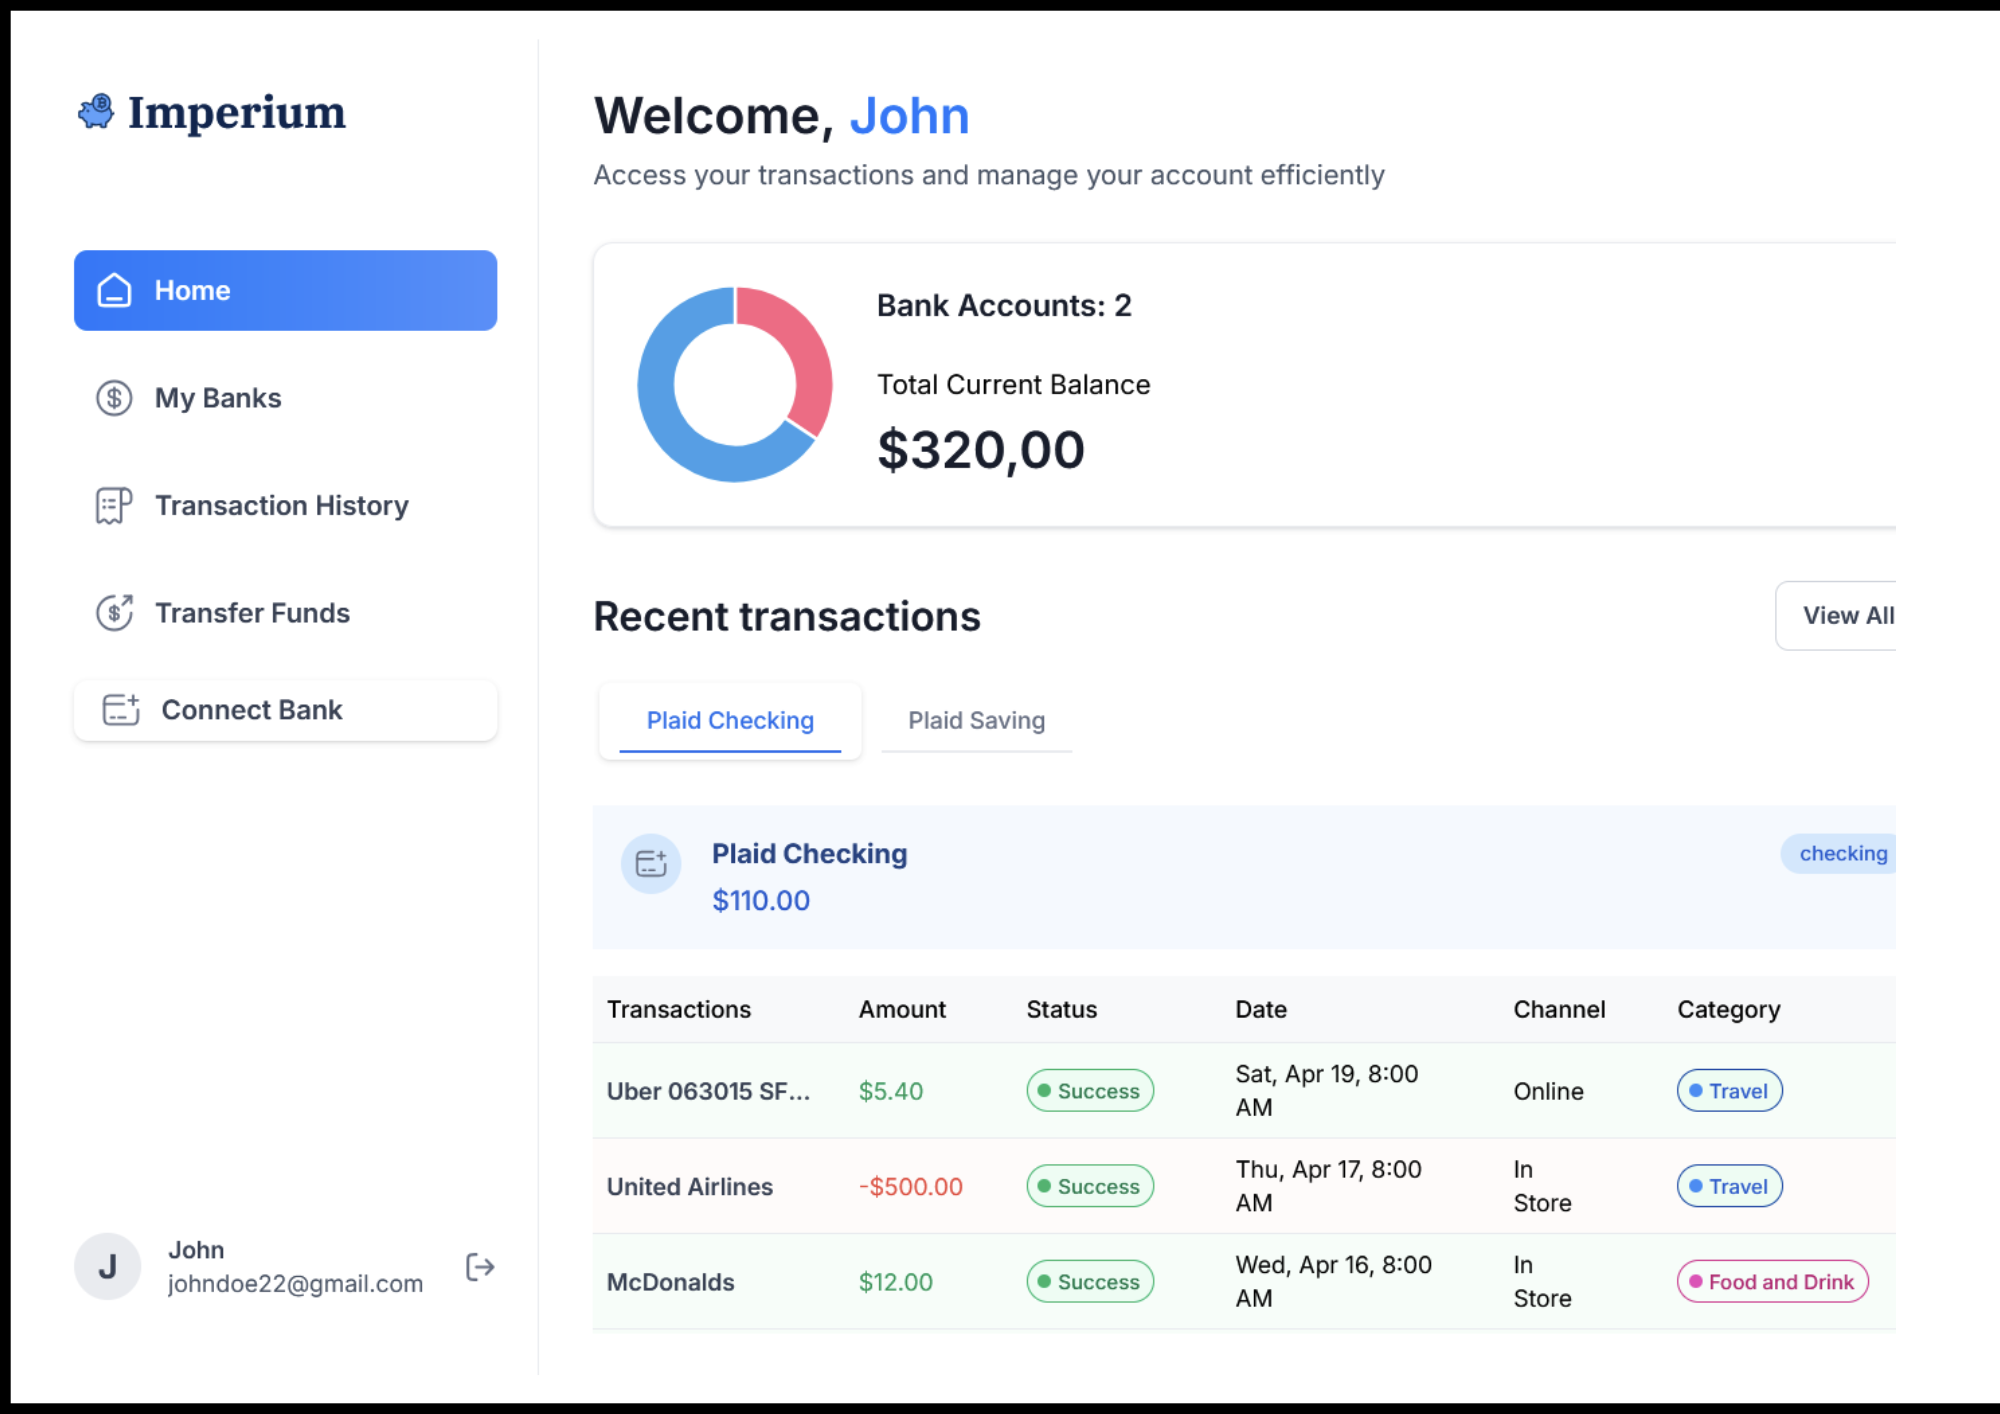 Imperium
Home
My Banks
Transaction History
Transfer Funds
Connect Bank
J
John
johndoe22@gmail.com
Welcome, John
Access your transactions and manage your account efficiently
Bank Accounts: 2
Total Current Balance
$320,00
Recent transactions
View All
Plaid Checking
Plaid Saving
Plaid Checking
$110.00
checking
Transactions Amount Status Date Channel Category
Uber 063015 SF... $5.40 Success Sat, Apr 19, 8:00 AM Online Travel
United Airlines -$500.00 Success Thu, Apr 17, 8:00 AM In Store Travel
McDonalds $12.00 Success Wed, Apr 16, 8:00 AM In Store Food and Drink